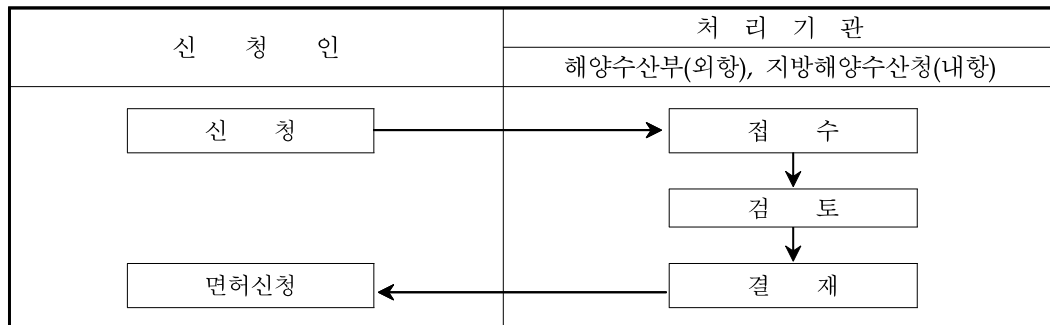 신 청 인
처 리 기 관
해양수산부(외항), 지방해양수산청(내항)
신 청
접 수
검 토
면허신청
결 재